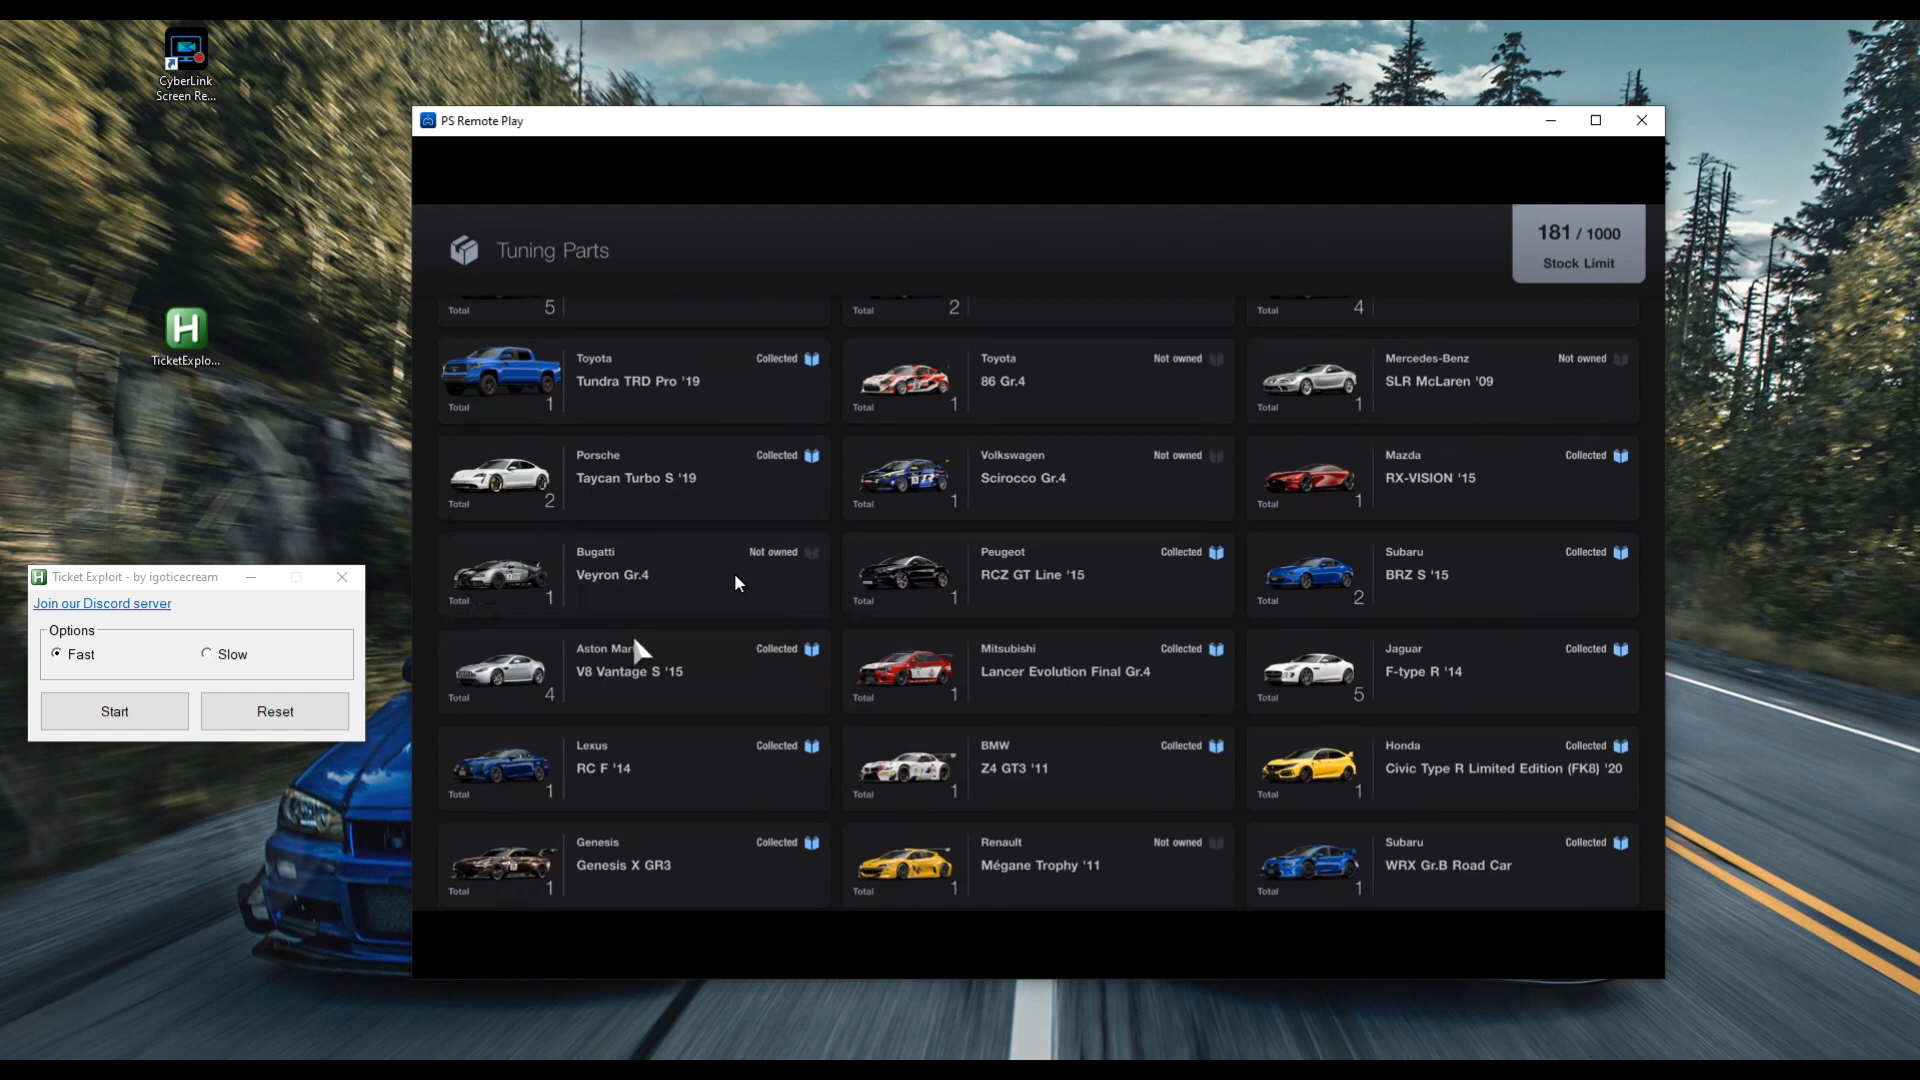 CyberLink
Screen Re...
TicketExplo...
Ticket Exploit - by igoticecream
Join our Discord server
Options
Fast
Slow
Start
Reset
PS Remote Play
Tuning Parts
181 / 1000
Stock Limit
Total 5
Total 2
Total 4
Toyota Collected
Tundra TRD Pro '19
Total 1
Toyota Not owned
86 Gr.4
Total 1
Mercedes-Benz Not owned
SLR McLaren '09
Total 1
Porsche Collected
Taycan Turbo S '19
Total 2
Volkswagen Not owned
Scirocco Gr.4
Total 1
Mazda Collected
RX-VISION '15
Total 1
Bugatti Not owned
Veyron Gr.4
Total 1
Peugeot Collected
RCZ GT Line '15
Total 1
Subaru Collected
BRZ S '15
Total 2
Aston Mar Collected
V8 Vantage S '15
Total 4
Mitsubishi Collected
Lancer Evolution Final Gr.4
Total 1
Jaguar Collected
F-type R '14
Total 5
Lexus Collected
RC F '14
Total 1
BMW Collected
Z4 GT3 '11
Total 1
Honda Collected
Civic Type R Limited Edition (FK8) '20
Total 1
Genesis Collected
Genesis X GR3
Total 1
Renault Not owned
Mégane Trophy '11
Total 1
Subaru Collected
WRX Gr.B Road Car
Total 1